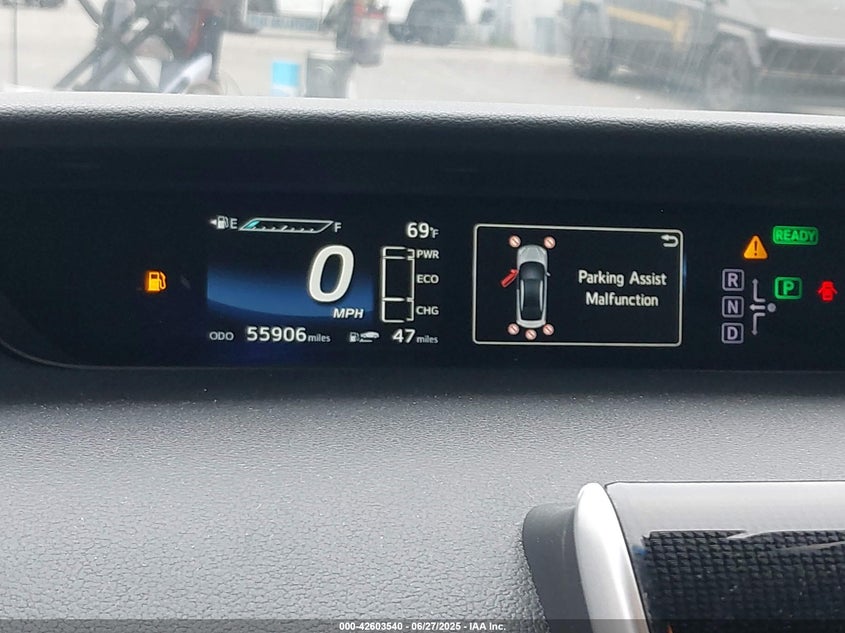 E F 69°F
0
MPH
PWR
ECO
CHG
ODO 55906 miles 47 miles
Parking Assist
Malfunction
READY
R
N
D
P
000-42603540 - 06/27/2025 - IAA Inc.